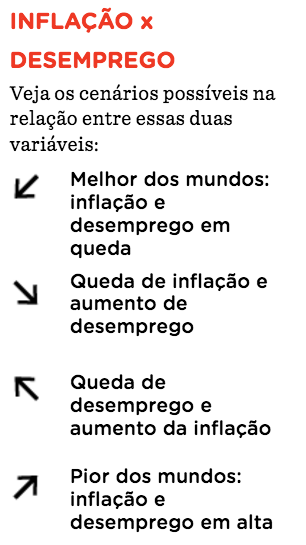 INFLAÇÃO x
DESEMPREGO
Veja os cenários possíveis na
relação entre essas duas
variáveis:
Melhor dos mundos:
inflação e
desemprego em
queda
Queda de inflação e
aumento de
desemprego
Queda de
desemprego e
aumento da inflação
Pior dos mundos:
inflação e
desemprego em alta